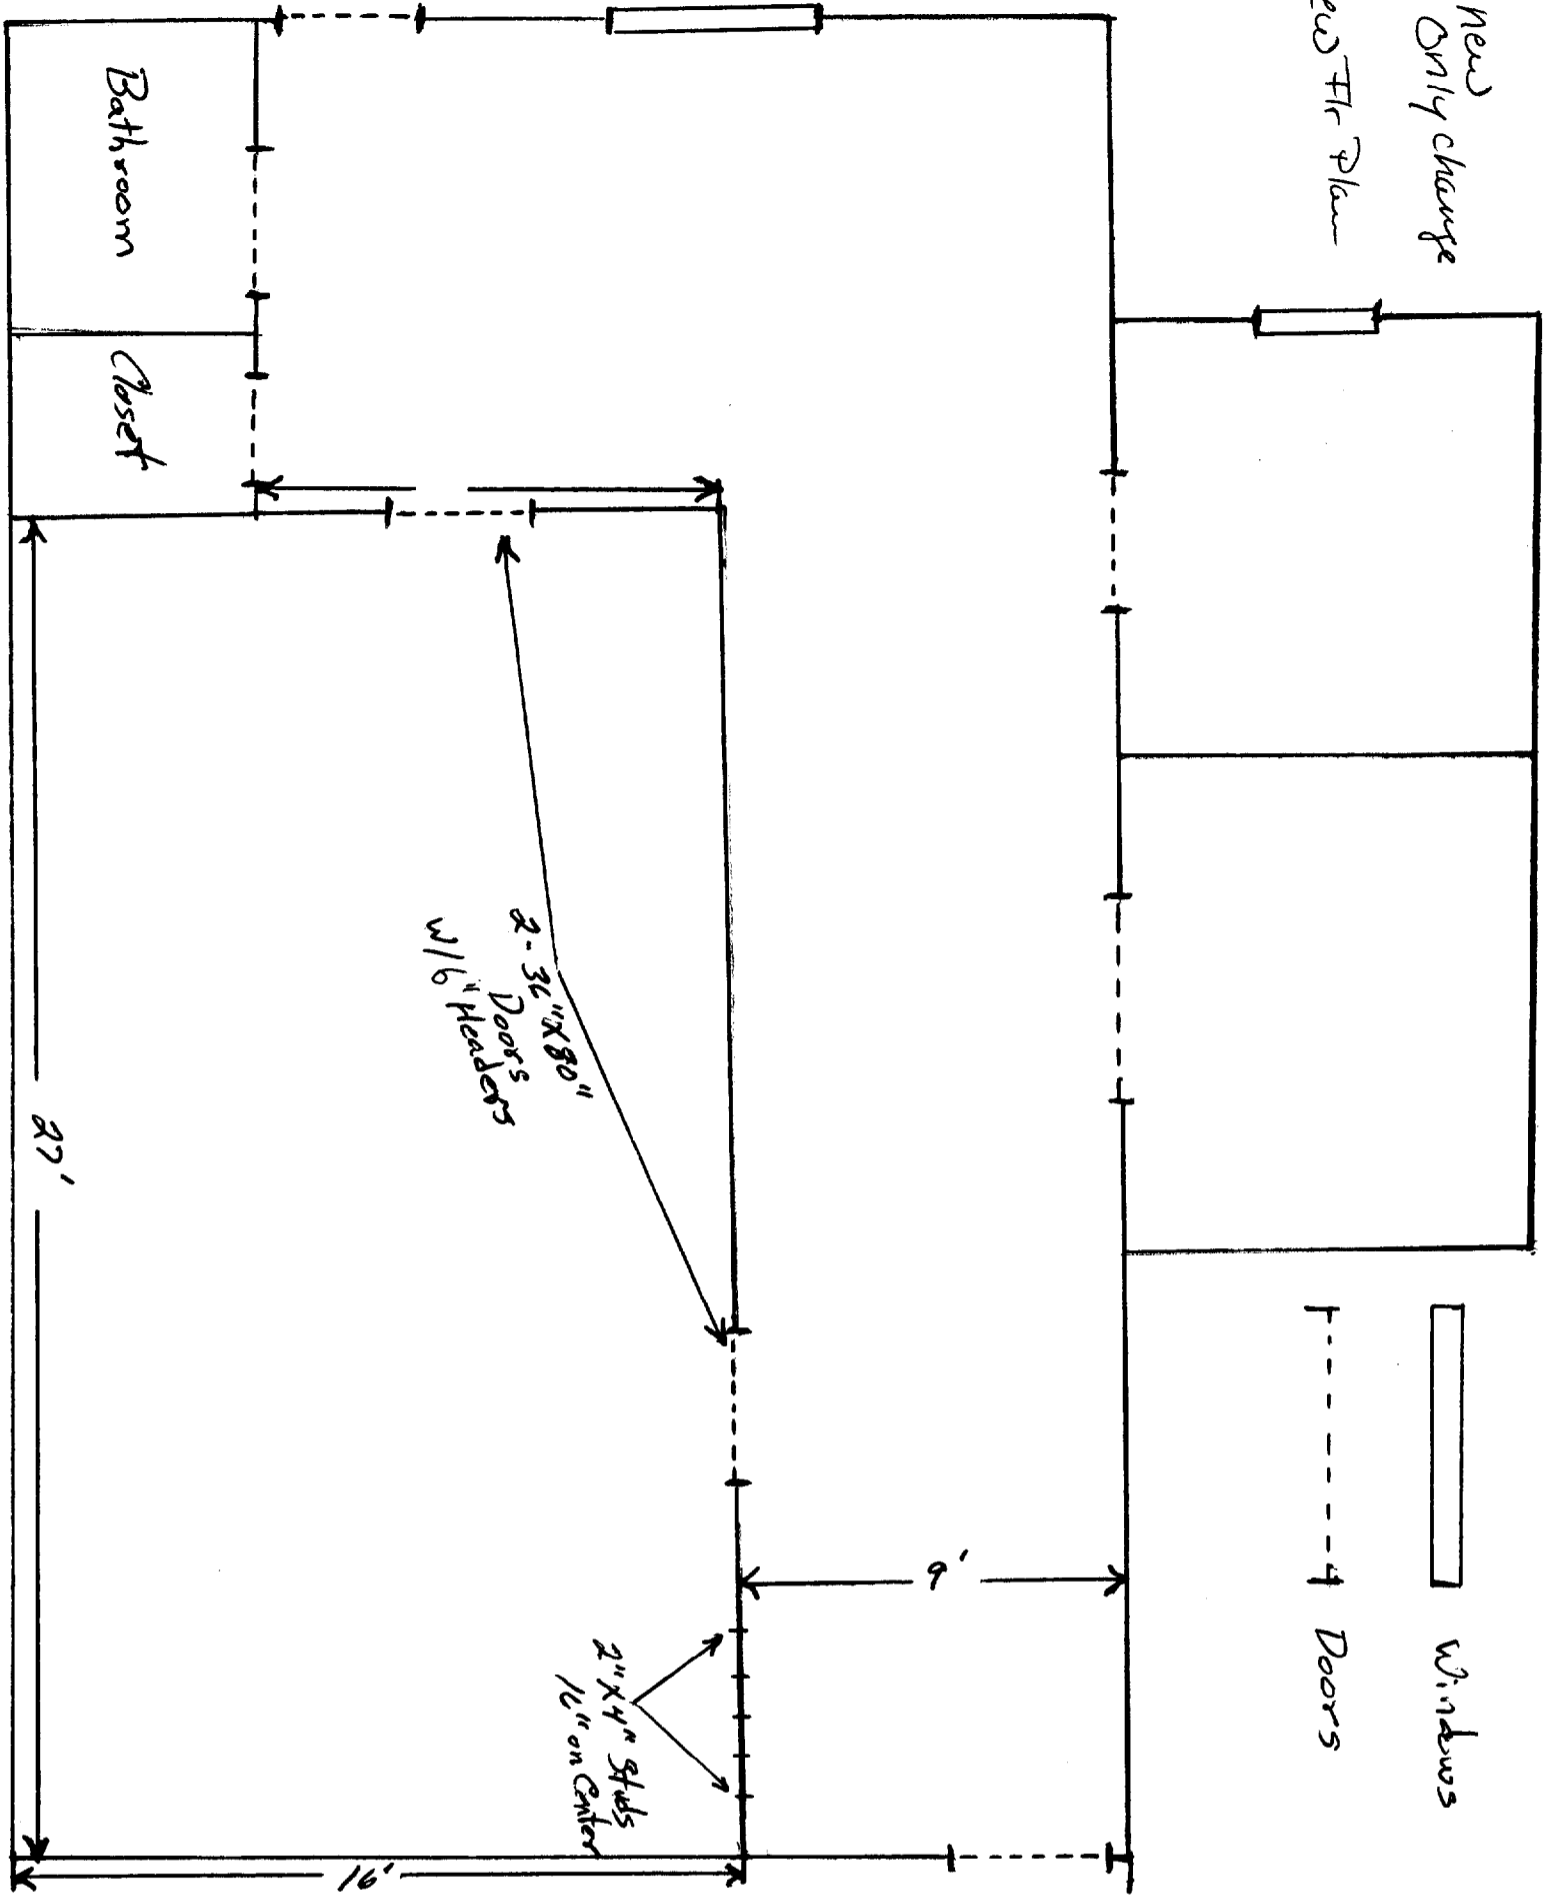 new
only change
ew Flr Plan
Windows
Doors
Bathroom
Closet
2-36"X80"
Doors
W/6" Headers
9'
2"X4" Studs
16" on Center
27'
16'